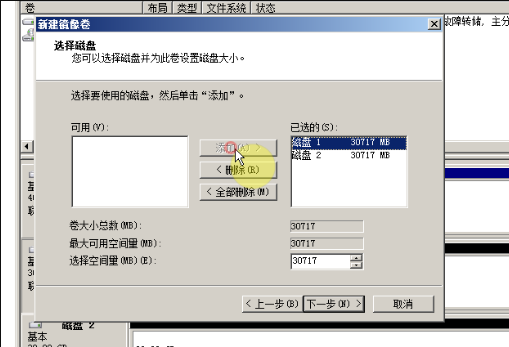 卷 布局 类型 文件系统 状态
新建镜像卷
故障转储, 主分
选择磁盘
您可以选择磁盘并为此卷设置磁盘大小。
选择要使用的磁盘，然后单击“添加”。
可用(V): 已选的(S):
添加(A) >
磁盘 1 30717 MB
磁盘 2 30717 MB
< 删除(R)
< 全部删除(M)
卷大小总数(MB): 30717
最大可用空间量(MB): 30717
选择空间量(MB)(E): 30717
< 上一步(B) 下一步(N) > 取消
磁盘 2
基本